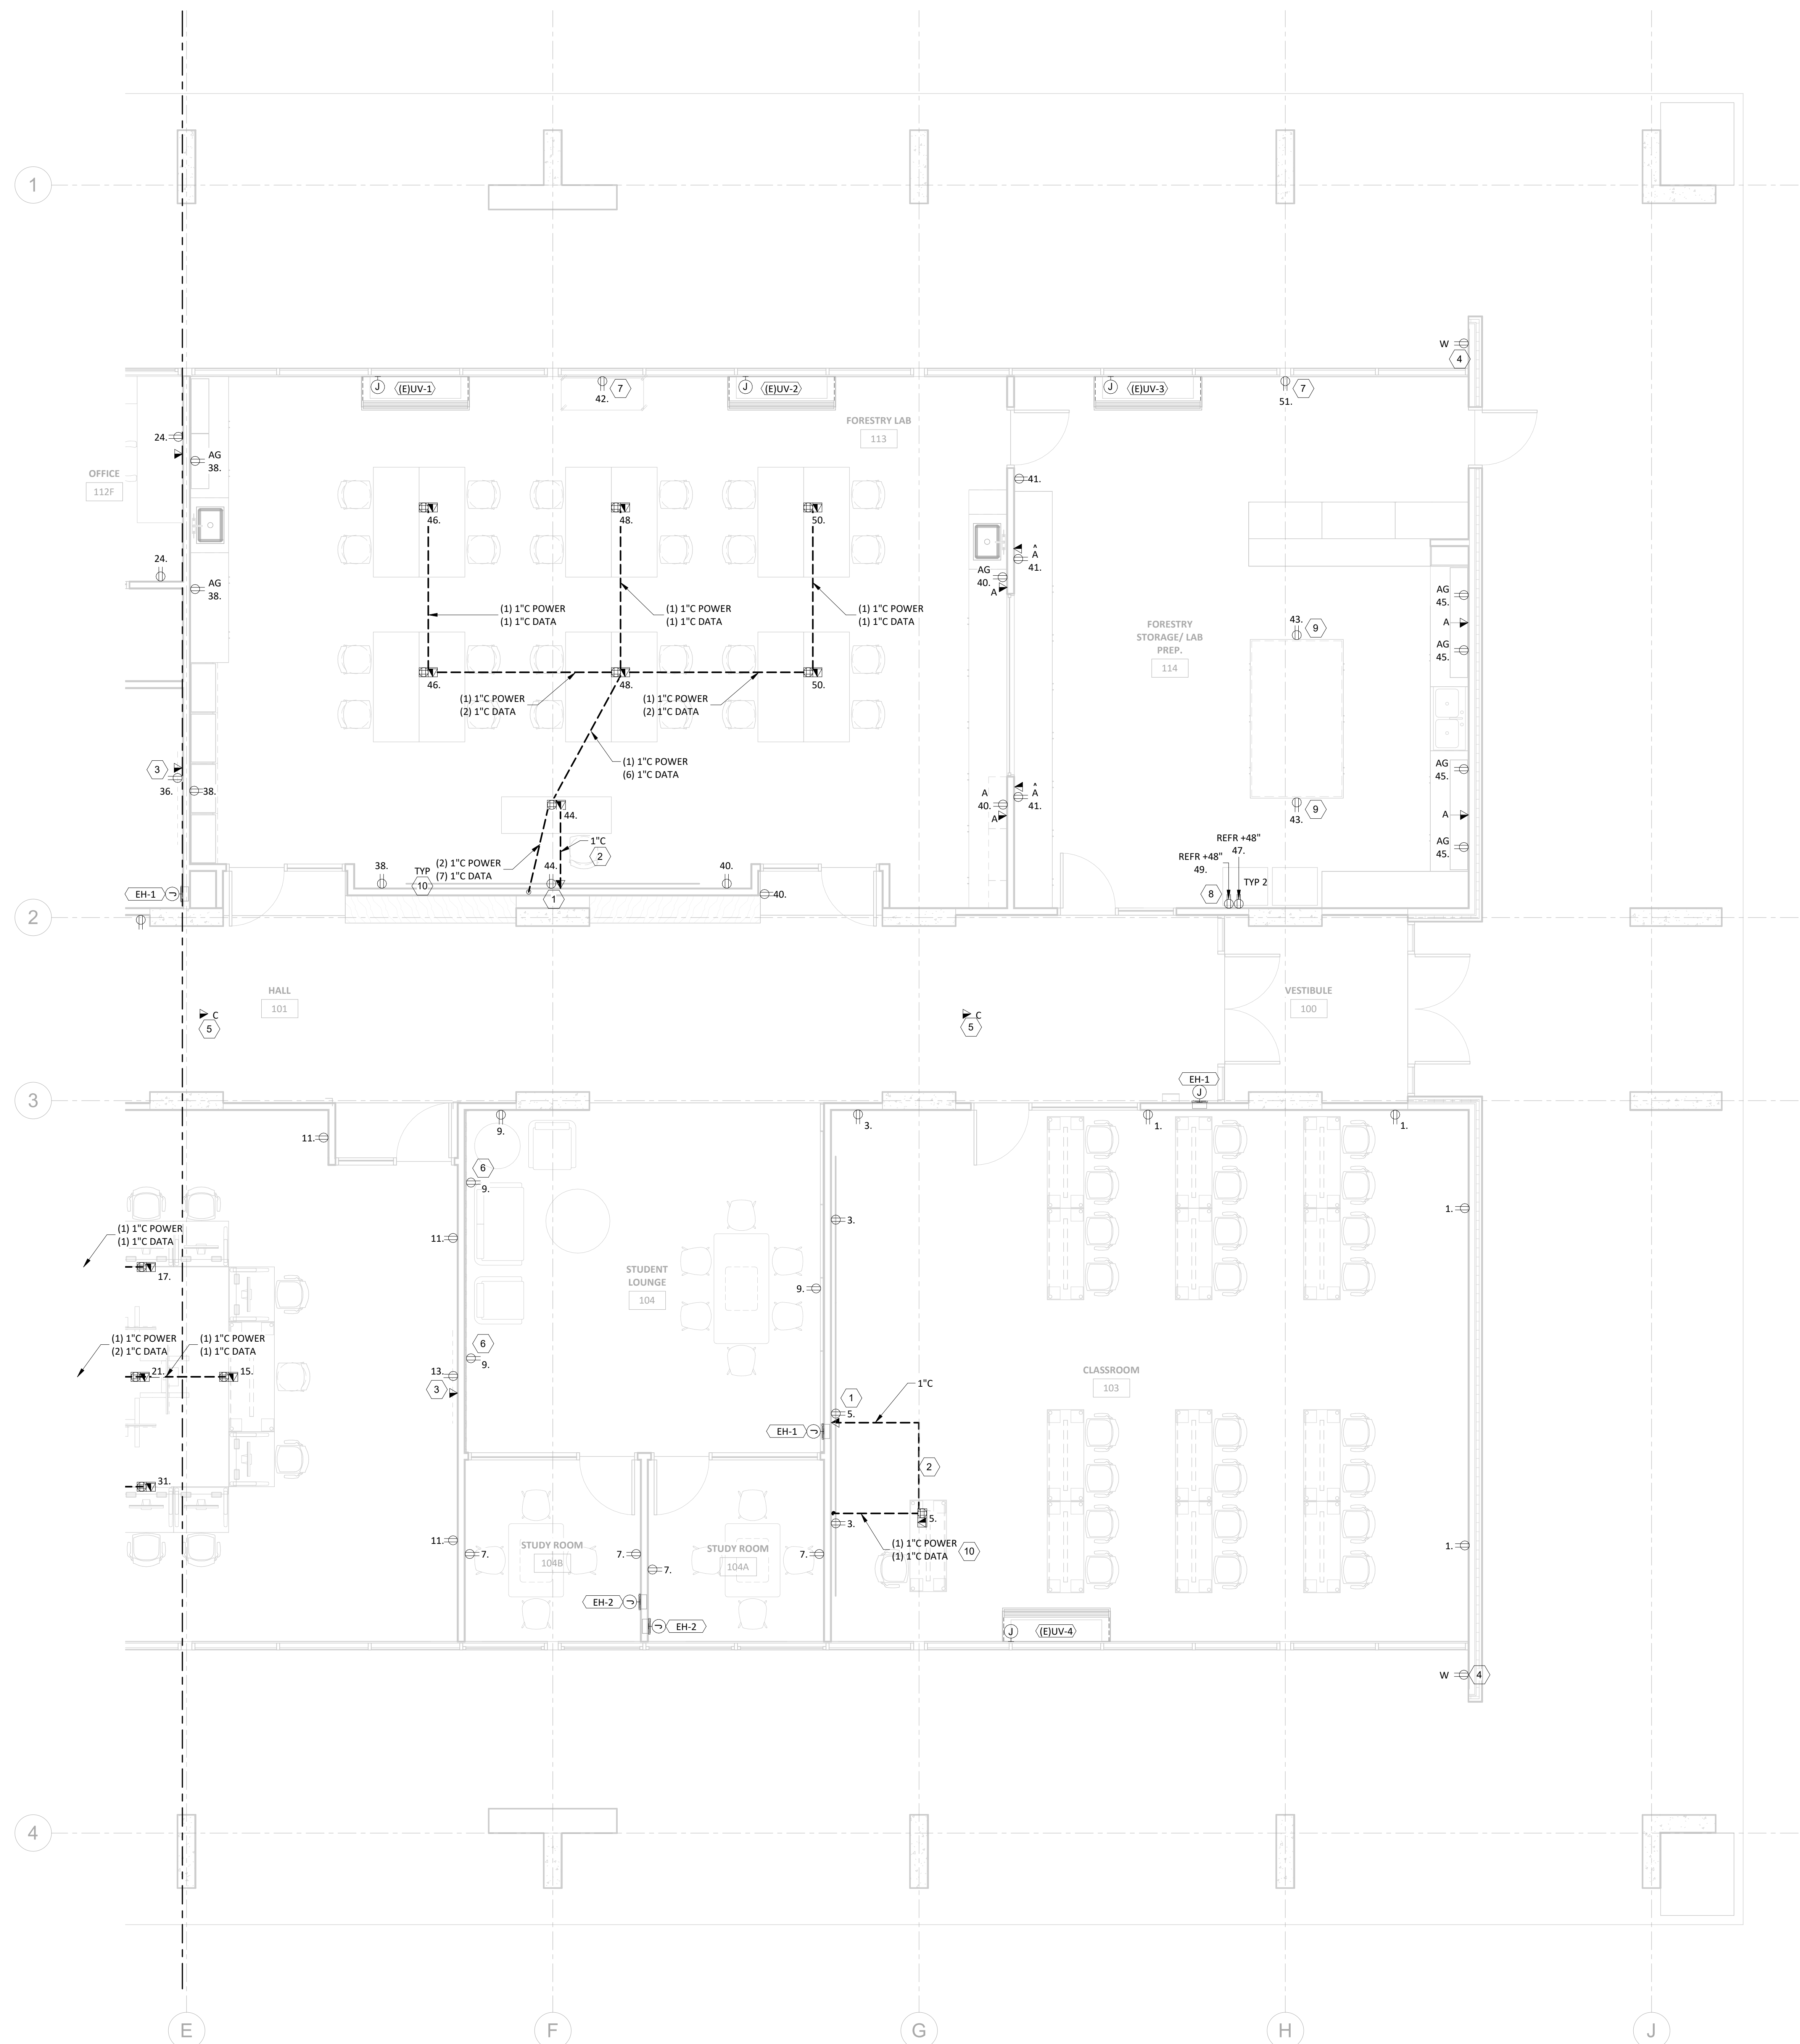 1
W
4
(E)UV-1
7
42.
(E)UV-2
(E)UV-3
7
51.
FORESTRY LAB
113
24.
AG
38.
OFFICE
112F
41.
46.
48.
50.
24.
AG
38.
A
41.
AG
40.
A
AG
45.
A
AG
45.
(1) 1"C POWER
(1) 1"C DATA
(1) 1"C POWER
(1) 1"C DATA
(1) 1"C POWER
(1) 1"C DATA
FORESTRY
STORAGE/ LAB
PREP.
114
43.
9
46.
48.
50.
(1) 1"C POWER
(2) 1"C DATA
(1) 1"C POWER
(2) 1"C DATA
(1) 1"C POWER
(6) 1"C DATA
3
36.
38.
AG
45.
A
40.
A
A
41.
43.
9
A
AG
45.
44.
1"C
2
(2) 1"C POWER
(7) 1"C DATA
38.
TYP
10
44.
1
40.
40.
REFR +48"
47.
REFR +48"
49.
TYP 2
8
EH-1
J
2
HALL
101
VESTIBULE
100
C
5
C
5
EH-1
J
3
11.
9.
3.
1.
1.
6
9.
1.
3.
11.
(1) 1"C POWER
(1) 1"C DATA
17.
STUDENT
LOUNGE
104
9.
(1) 1"C POWER
(2) 1"C DATA
(1) 1"C POWER
(1) 1"C DATA
21.
15.
6
9.
13.
3
CLASSROOM
103
1"C
1
5.
EH-1
J
2
31.
5.
3.
11.
7.
STUDY ROOM
104B
7.
7.
STUDY ROOM
104A
7.
(1) 1"C POWER
(1) 1"C DATA
10
1.
EH-2
J
J
EH-2
J
(E)UV-4
W
4
4
E
F
G
H
J